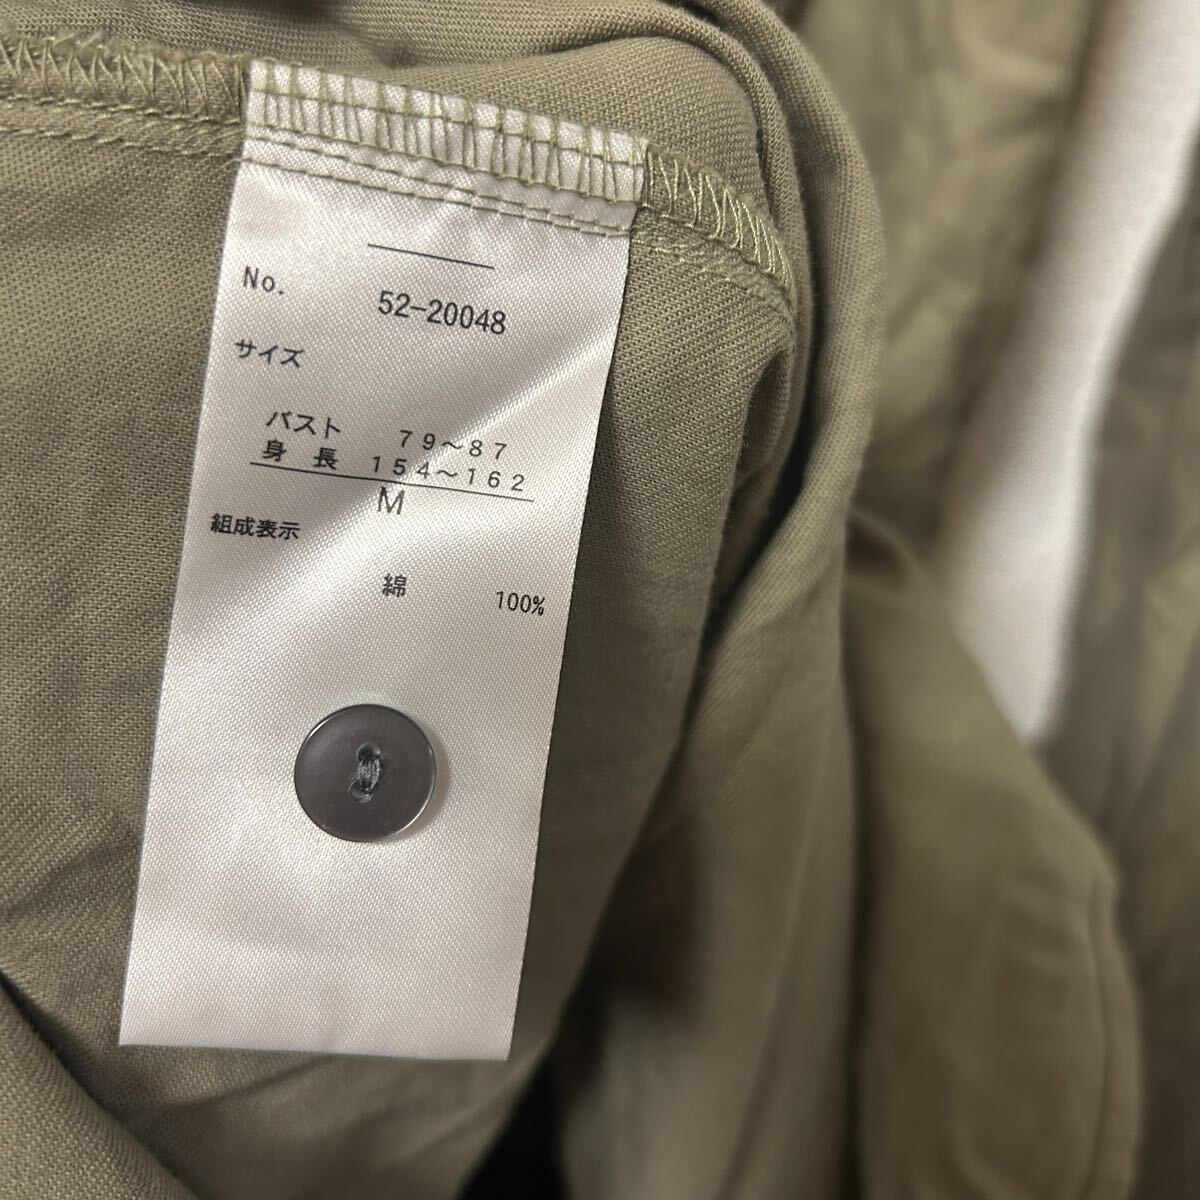 No. 52-20048
サイズ
バスト 79～87
身長 154～162
M
組成表示
綿 100%